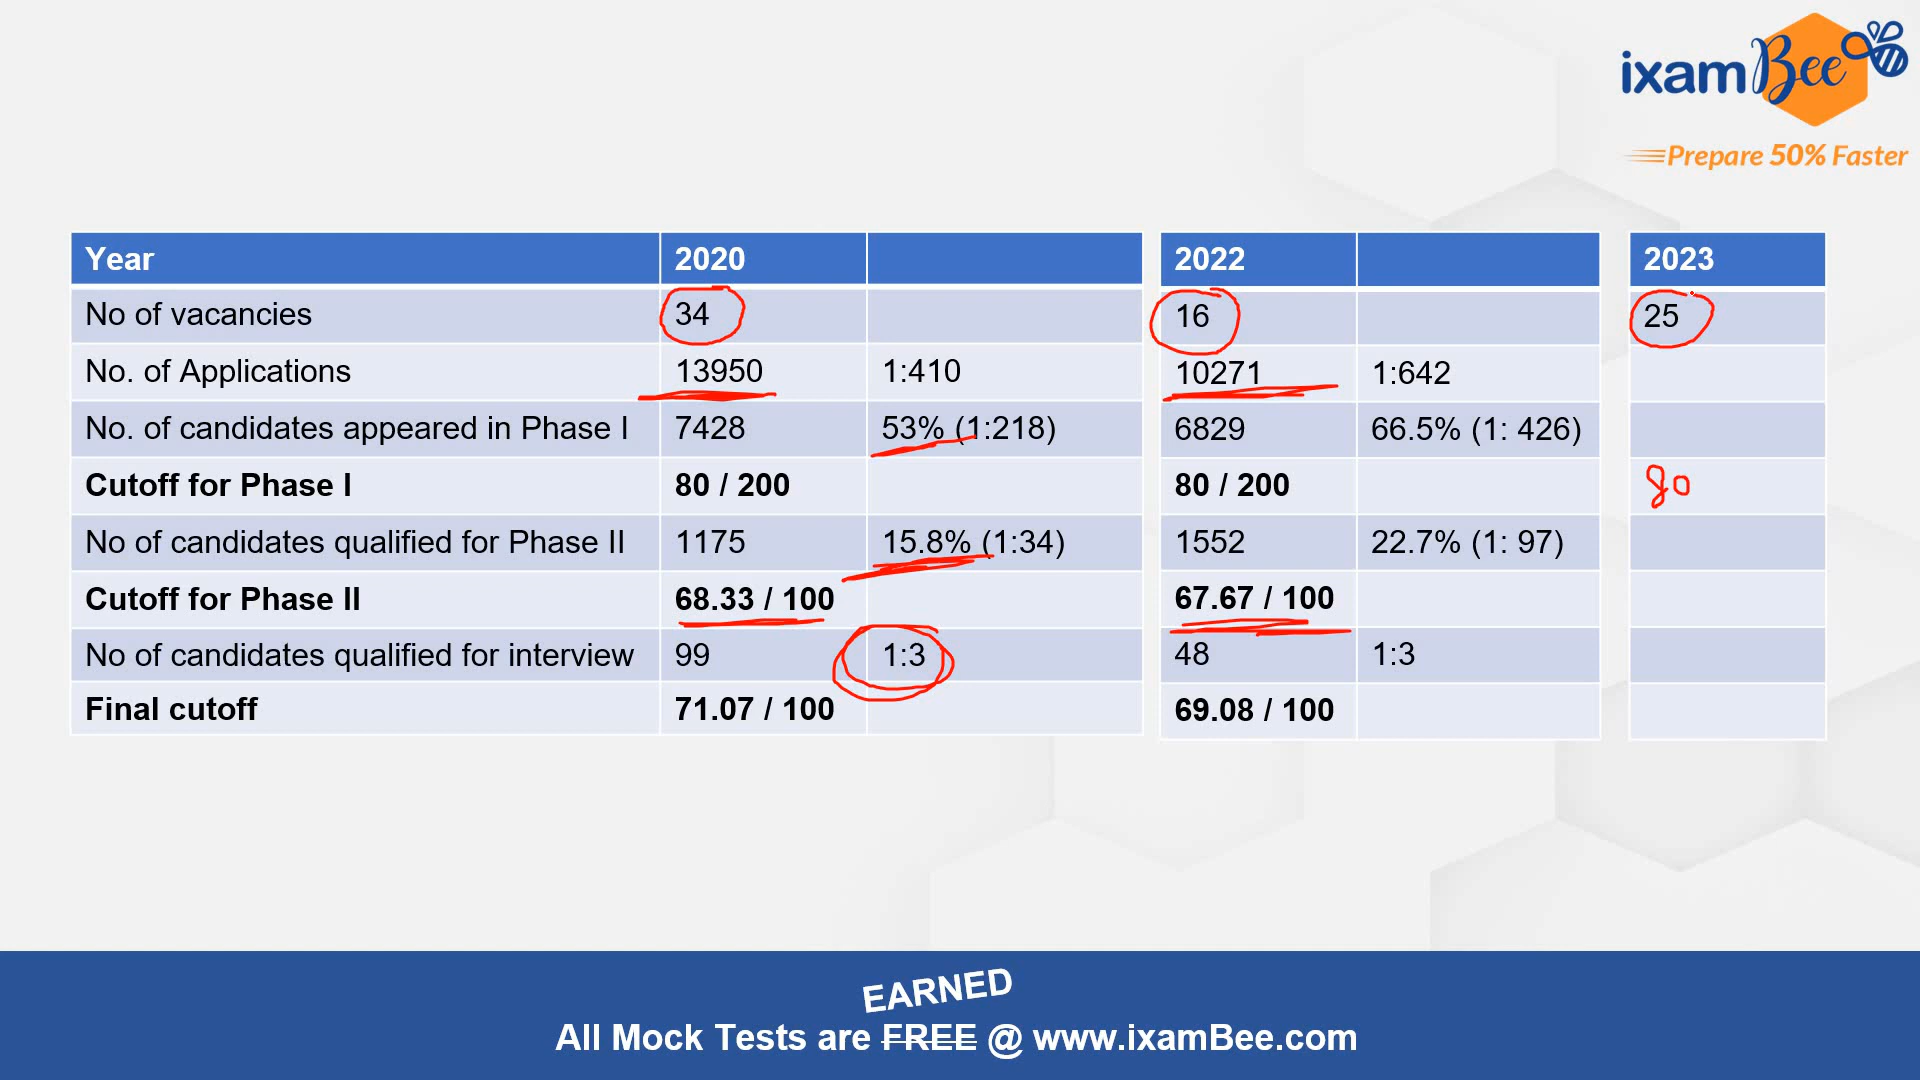 ixamBee
Prepare 50% Faster
Year 2020 2022 2023
No of vacancies 34 16 25
No. of Applications 13950 1:410 10271 1:642
No. of candidates appeared in Phase I 7428 53% (1:218) 6829 66.5% (1: 426)
Cutoff for Phase I 80 / 200 80 / 200 80
No of candidates qualified for Phase II 1175 15.8% (1:34) 1552 22.7% (1: 97)
Cutoff for Phase II 68.33 / 100 67.67 / 100
No of candidates qualified for interview 99 1:3 48 1:3
Final cutoff 71.07 / 100 69.08 / 100
EARNED
All Mock Tests are FREE @ www.ixamBee.com